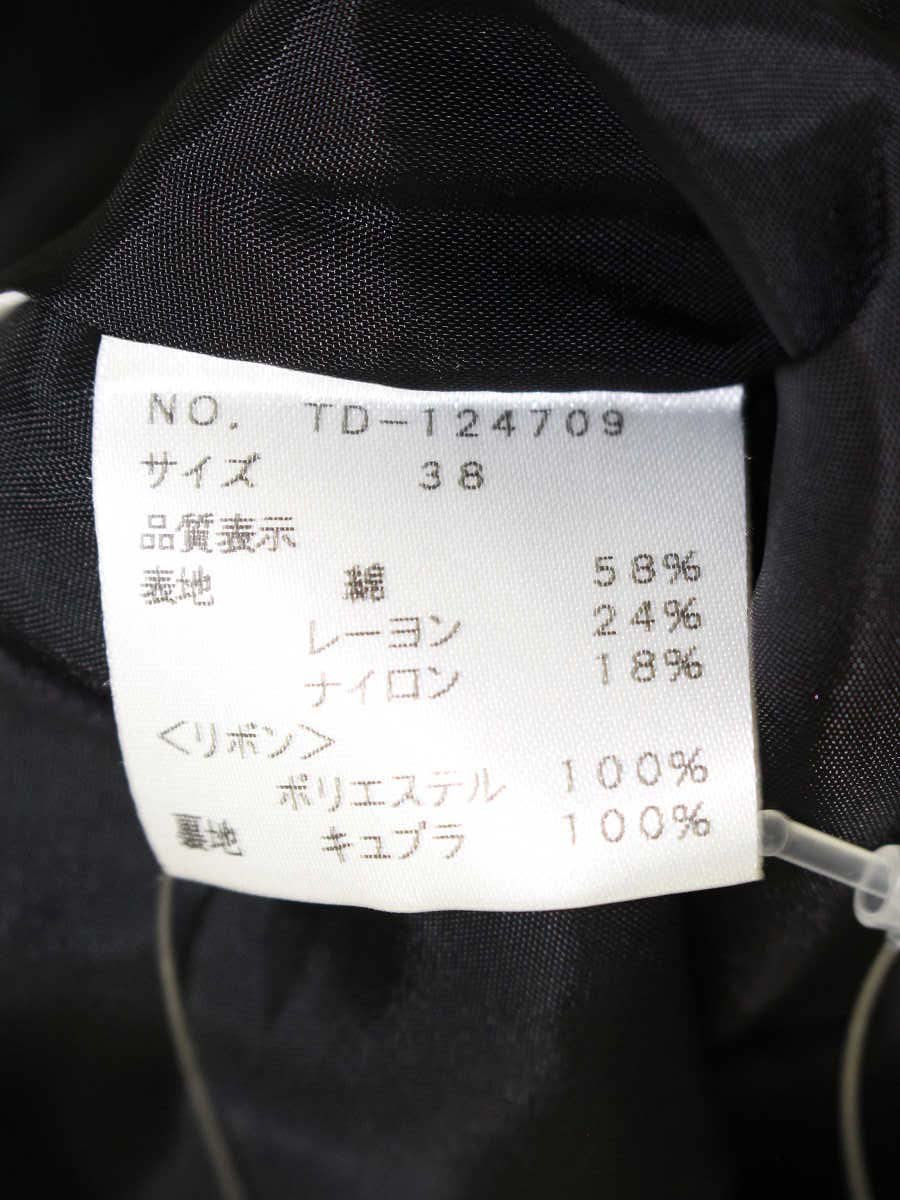 NO. TD-124709
サイズ 38
品質表示
表地 綿 58%
レーヨン 24%
ナイロン 18%
<リボン>
ポリエステル 100%
裏地 キュプラ 100%